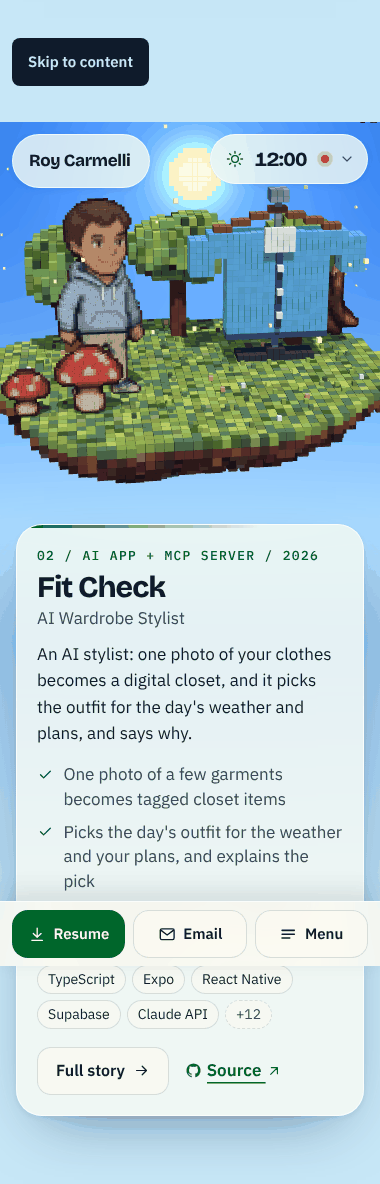 Skip to content
Roy Carmelli
12:00
02 / AI APP + MCP SERVER / 2026
Fit Check
AI Wardrobe Stylist
An AI stylist: one photo of your clothes
becomes a digital closet, and it picks
the outfit for the day's weather and
plans, and says why.
One photo of a few garments
becomes tagged closet items
Picks the day's outfit for the weather
and your plans, and explains the
pick
Resume
Email
Menu
TypeScript
Expo
React Native
Supabase
Claude API
+12
Full story
Source